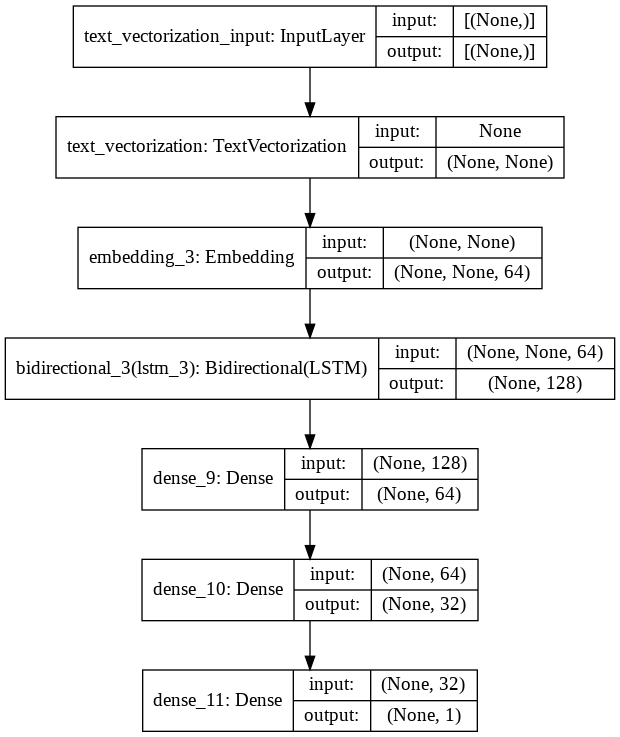 text_vectorization_input: InputLayer
input: [(None,)]
output: [(None,)]
text_vectorization: TextVectorization
input: None
output: (None, None)
embedding_3: Embedding
input: (None, None)
output: (None, None, 64)
bidirectional_3(lstm_3): Bidirectional(LSTM)
input: (None, None, 64)
output: (None, 128)
dense_9: Dense
input: (None, 128)
output: (None, 64)
dense_10: Dense
input: (None, 64)
output: (None, 32)
dense_11: Dense
input: (None, 32)
output: (None, 1)